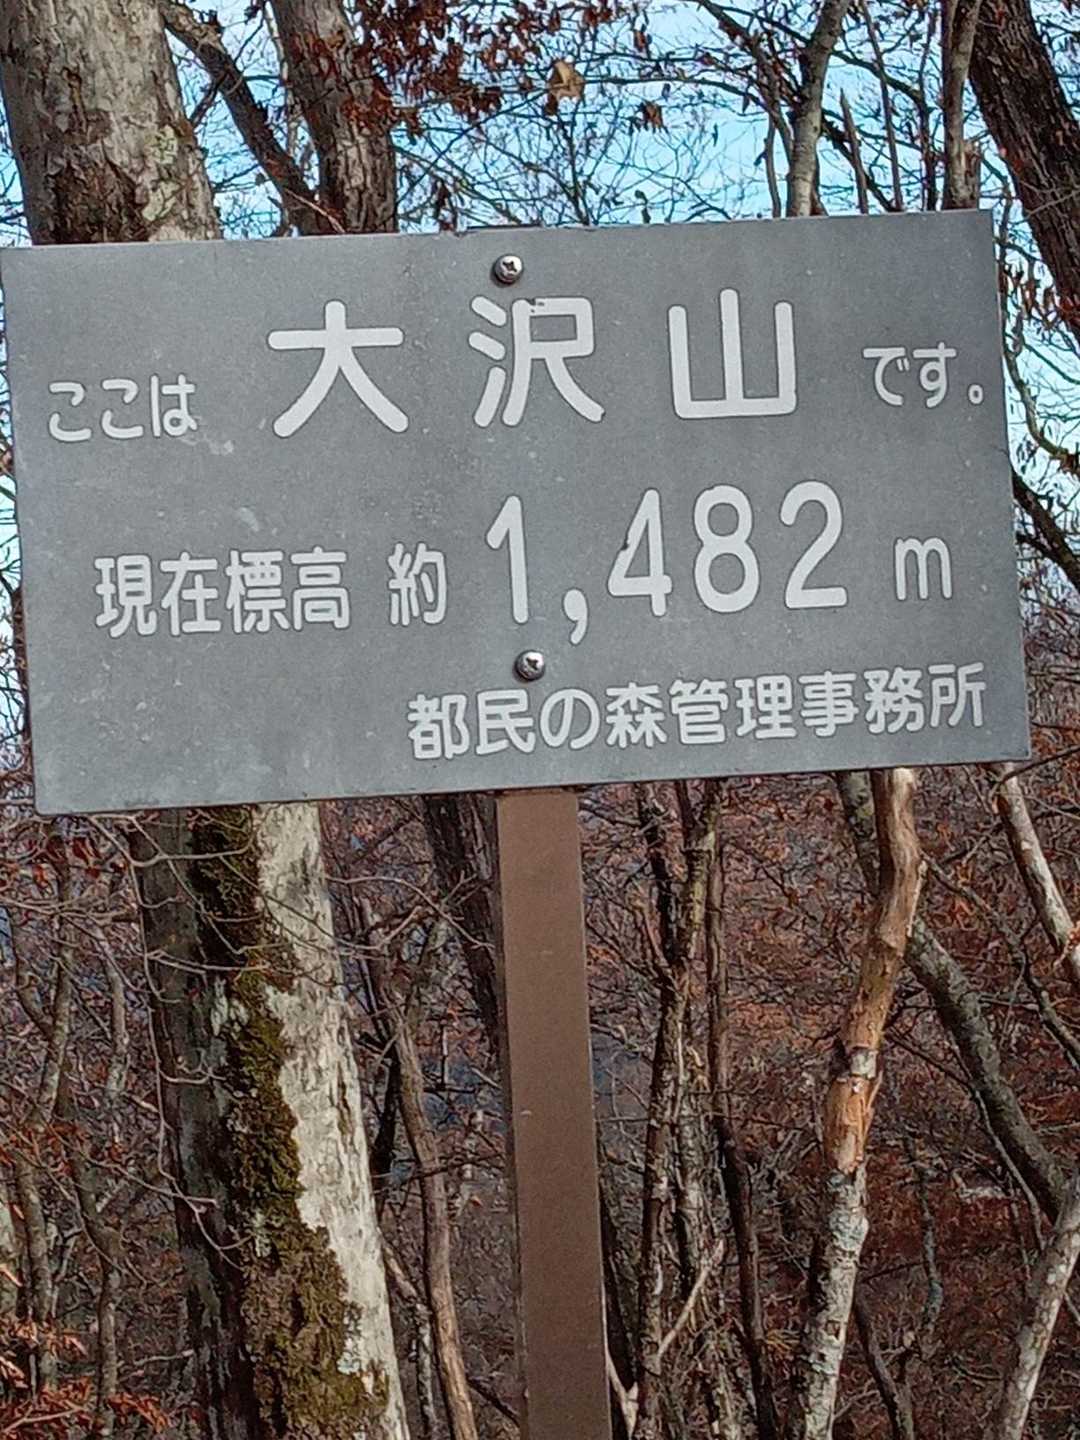 ここは 大沢山 です。
現在標高 約 1,482 m
都民の森管理事務所